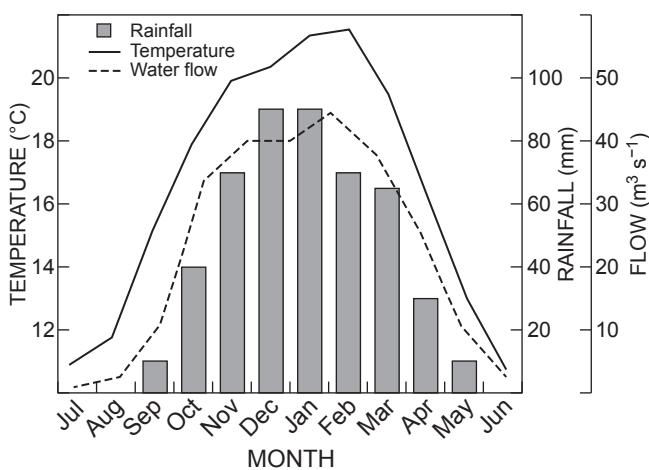 Rainfall
Temperature
Water flow
TEMPERATURE (°C)
20
18
16
14
12
100
80
60
40
20
RAINFALL (mm)
50
40
30
20
10
FLOW (m³ s⁻¹)
Jul Aug Sep Oct Nov Dec Jan Feb Mar Apr May Jun
MONTH